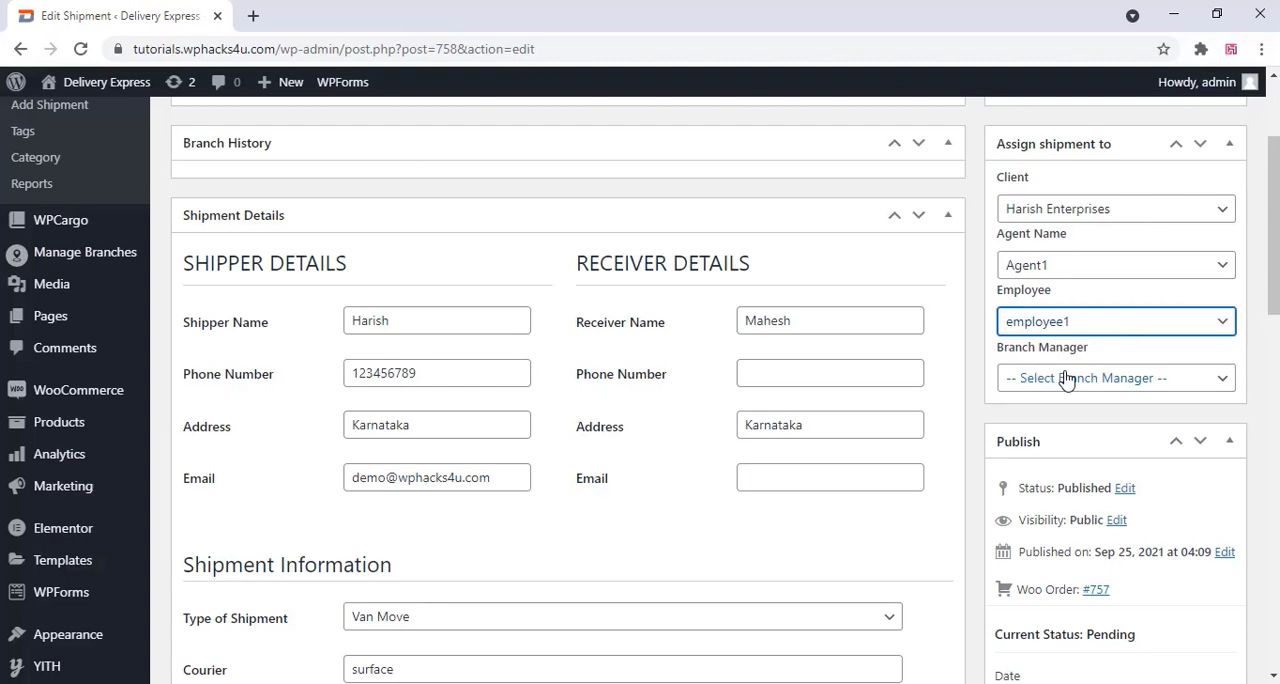 Edit Shipment ‹ Delivery Express
tutorials.wphacks4u.com/wp-admin/post.php?post=758&action=edit
Delivery Express
2
0
New
WPForms
Howdy, admin
Add Shipment
Tags
Category
Reports
WPCargo
Manage Branches
Media
Pages
Comments
WooCommerce
Products
Analytics
Marketing
Elementor
Templates
WPForms
Appearance
YITH
Branch History
Shipment Details
SHIPPER DETAILS
Shipper Name
Harish
Phone Number
123456789
Address
Karnataka
Email
demo@wphacks4u.com
RECEIVER DETAILS
Receiver Name
Mahesh
Phone Number
Address
Karnataka
Email
Shipment Information
Type of Shipment
Van Move
Courier
surface
Assign shipment to
Client
Harish Enterprises
Agent Name
Agent1
Employee
employee1
Branch Manager
-- Select Branch Manager --
Publish
Status: Published Edit
Visibility: Public Edit
Published on: Sep 25, 2021 at 04:09 Edit
Woo Order: #757
Current Status: Pending
Date